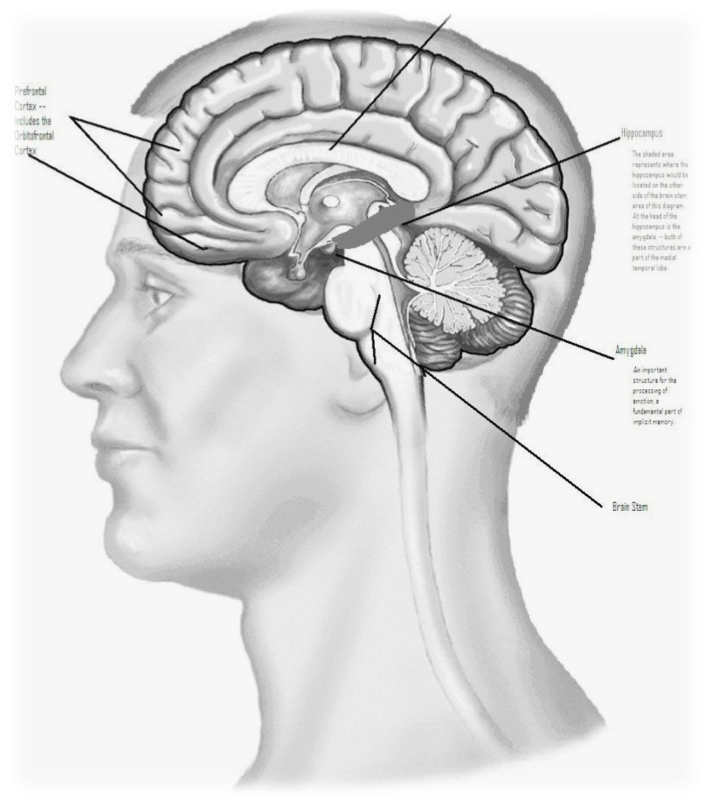 Prefrontal
Cortex --
Includes the
Orbitofrontal
Cortex
Hippocampus
The shaded area
represents where the
hippocampus would be
located on the other
side of the brain stem
area of this diagram.
At the head of the
hippocampus is the
amygdala -- both of
these structures are a
part of the medial
temporal lobe.
Amygdala
An important
structure for the
processing of
emotion, a
fundamental part of
implicit memory.
Brain Stem